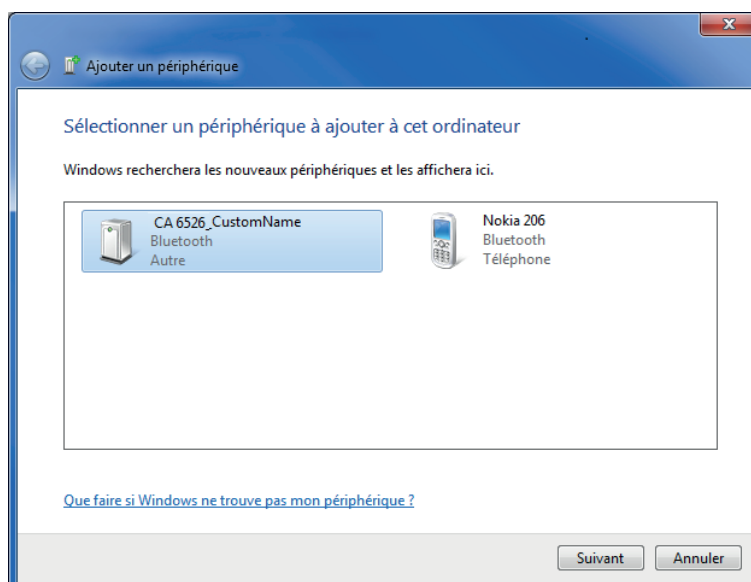 Ajouter un périphérique
Sélectionner un périphérique à ajouter à cet ordinateur
Windows recherchera les nouveaux périphériques et les affichera ici.
CA 6526_CustomName
Bluetooth
Autre
Nokia 206
Bluetooth
Téléphone
Que faire si Windows ne trouve pas mon périphérique ?
Suivant
Annuler